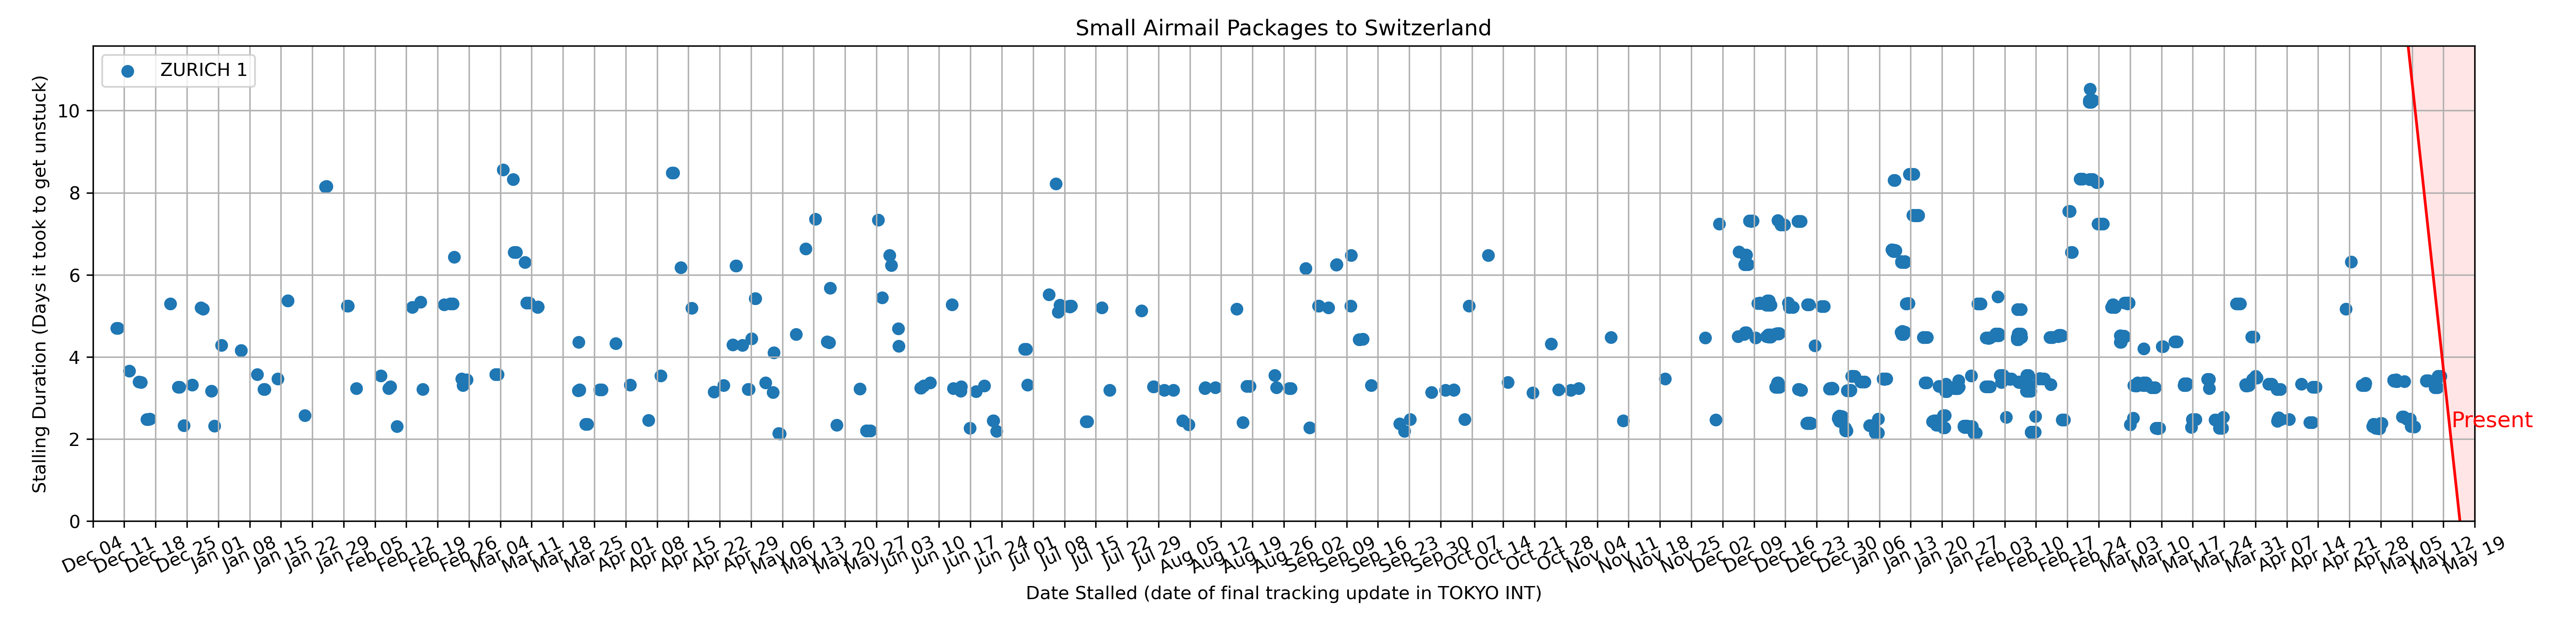 Small Airmail Packages to Switzerland
ZURICH 1
Stalling Duration (Days it took to get unstuck)
10
8
6
4
2
0
Present
Dec 04
Dec 11
Dec 18
Dec 25
Jan 01
Jan 08
Jan 15
Jan 22
Jan 29
Feb 05
Feb 12
Feb 19
Feb 26
Mar 04
Mar 11
Mar 18
Mar 25
Apr 01
Apr 08
Apr 15
Apr 22
Apr 29
May 06
May 13
May 20
May 27
Jun 03
Jun 10
Jun 17
Jun 24
Jul 01
Jul 08
Jul 15
Jul 22
Jul 29
Aug 05
Aug 12
Aug 19
Aug 26
Sep 02
Sep 09
Sep 16
Sep 23
Sep 30
Oct 07
Oct 14
Oct 21
Oct 28
Nov 04
Nov 11
Nov 18
Nov 25
Dec 02
Dec 09
Dec 16
Dec 23
Dec 30
Jan 06
Jan 13
Jan 20
Jan 27
Feb 03
Feb 10
Feb 17
Feb 24
Mar 03
Mar 10
Mar 17
Mar 24
Mar 31
Apr 07
Apr 14
Apr 21
Apr 28
May 05
May 12
May 19
Date Stalled (date of final tracking update in TOKYO INT)